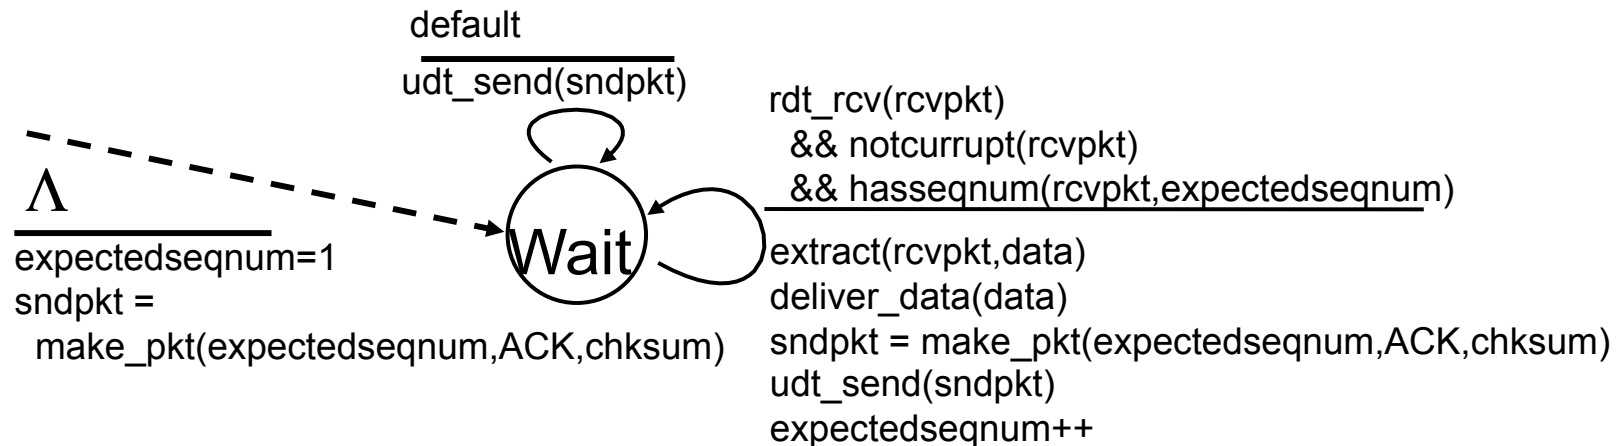 default
udt_send(sndpkt)
rdt_rcv(rcvpkt)
&& notcurrupt(rcvpkt)
&& hasseqnum(rcvpkt,expectedseqnum)
Λ
expectedseqnum=1
sndpkt =
make_pkt(expectedseqnum,ACK,chksum)
Wait
extract(rcvpkt,data)
deliver_data(data)
sndpkt = make_pkt(expectedseqnum,ACK,chksum)
udt_send(sndpkt)
expectedseqnum++